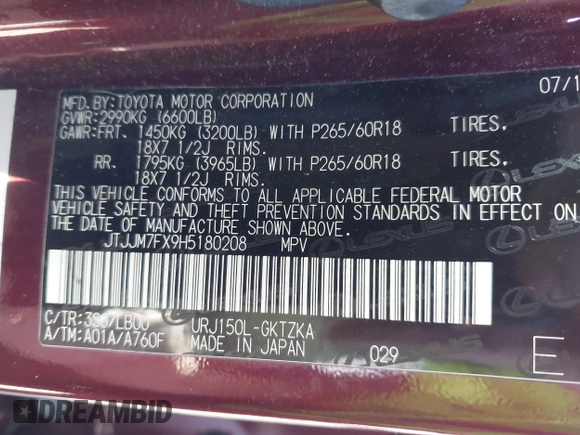 MFD.BY:TOYOTA MOTOR CORPORATION 07/1
GVWR:2990KG (6600LB)
GAWR:FRT. 1450KG (3200LB) WITH P265/60R18 TIRES.
18X7 1/2J RIMS.
RR. 1795KG (3965LB) WITH P265/60R18 TIRES.
18X7 1/2J RIMS.
THIS VEHICLE CONFORMS TO ALL APPLICABLE FEDERAL MOTOR
VEHICLE SAFETY AND THEFT PREVENTION STANDARDS IN EFFECT ON
THE DATE OF MANUFACTURE SHOWN ABOVE.
JTJJM7FX9H5180208 MPV
C/TR:3S07LB00 URJ150L-GKTZKA
A/TM:A01A/A760F MADE IN JAPAN 029 E
LEXUS
DREAMBID